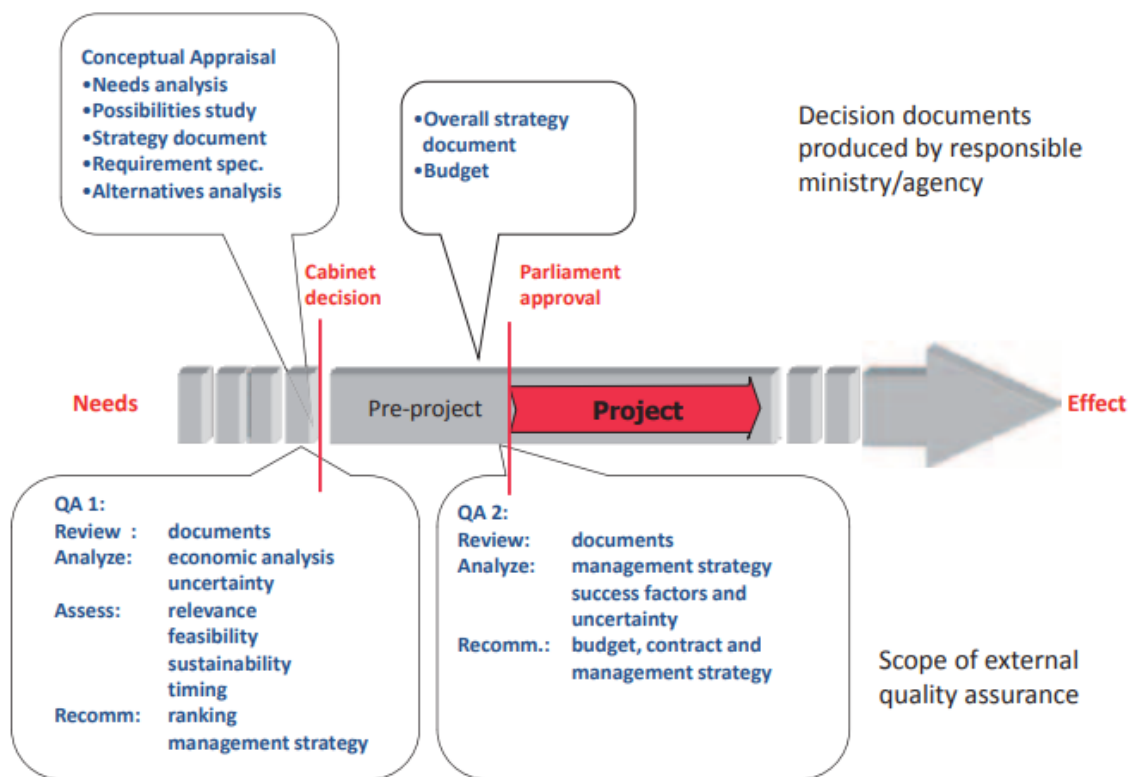 Conceptual Appraisal
•Needs analysis
•Possibilities study
•Strategy document
•Requirement spec.
•Alternatives analysis
•Overall strategy
document
•Budget
Decision documents
produced by responsible
ministry/agency
Cabinet
decision
Parliament
approval
Needs
Pre-project
Project
Effect
QA 1:
Review : documents
Analyze: economic analysis
uncertainty
Assess: relevance
feasibility
sustainability
timing
Recomm: ranking
management strategy
QA 2:
Review: documents
Analyze: management strategy
success factors and
uncertainty
Recomm.: budget, contract and
management strategy
Scope of external
quality assurance